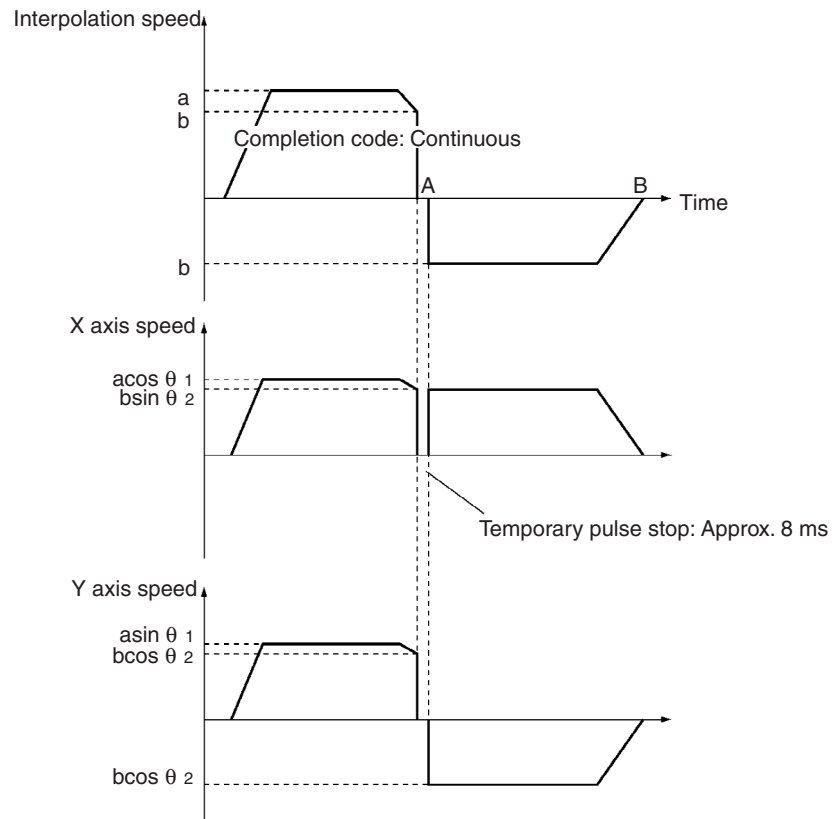 Interpolation speed
a
b
Completion code: Continuous
A
B
Time
b
X axis speed
acos θ 1
bsin θ 2
Temporary pulse stop: Approx. 8 ms
Y axis speed
asin θ 1
bcos θ 2
bcos θ 2